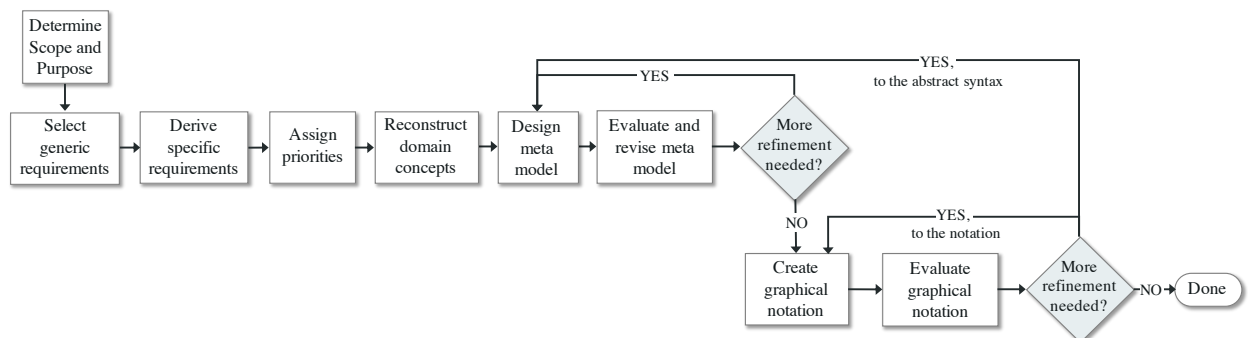 Determine
Scope and
Purpose
Select
generic
requirements
Derive
specific
requirements
Assign
priorities
Reconstruct
domain
concepts
Design
meta
model
Evaluate and
revise meta
model
More
refinement
needed?
YES
YES,
to the abstract syntax
NO
YES,
to the notation
Create
graphical
notation
Evaluate
graphical
notation
More
refinement
needed?
NO
Done